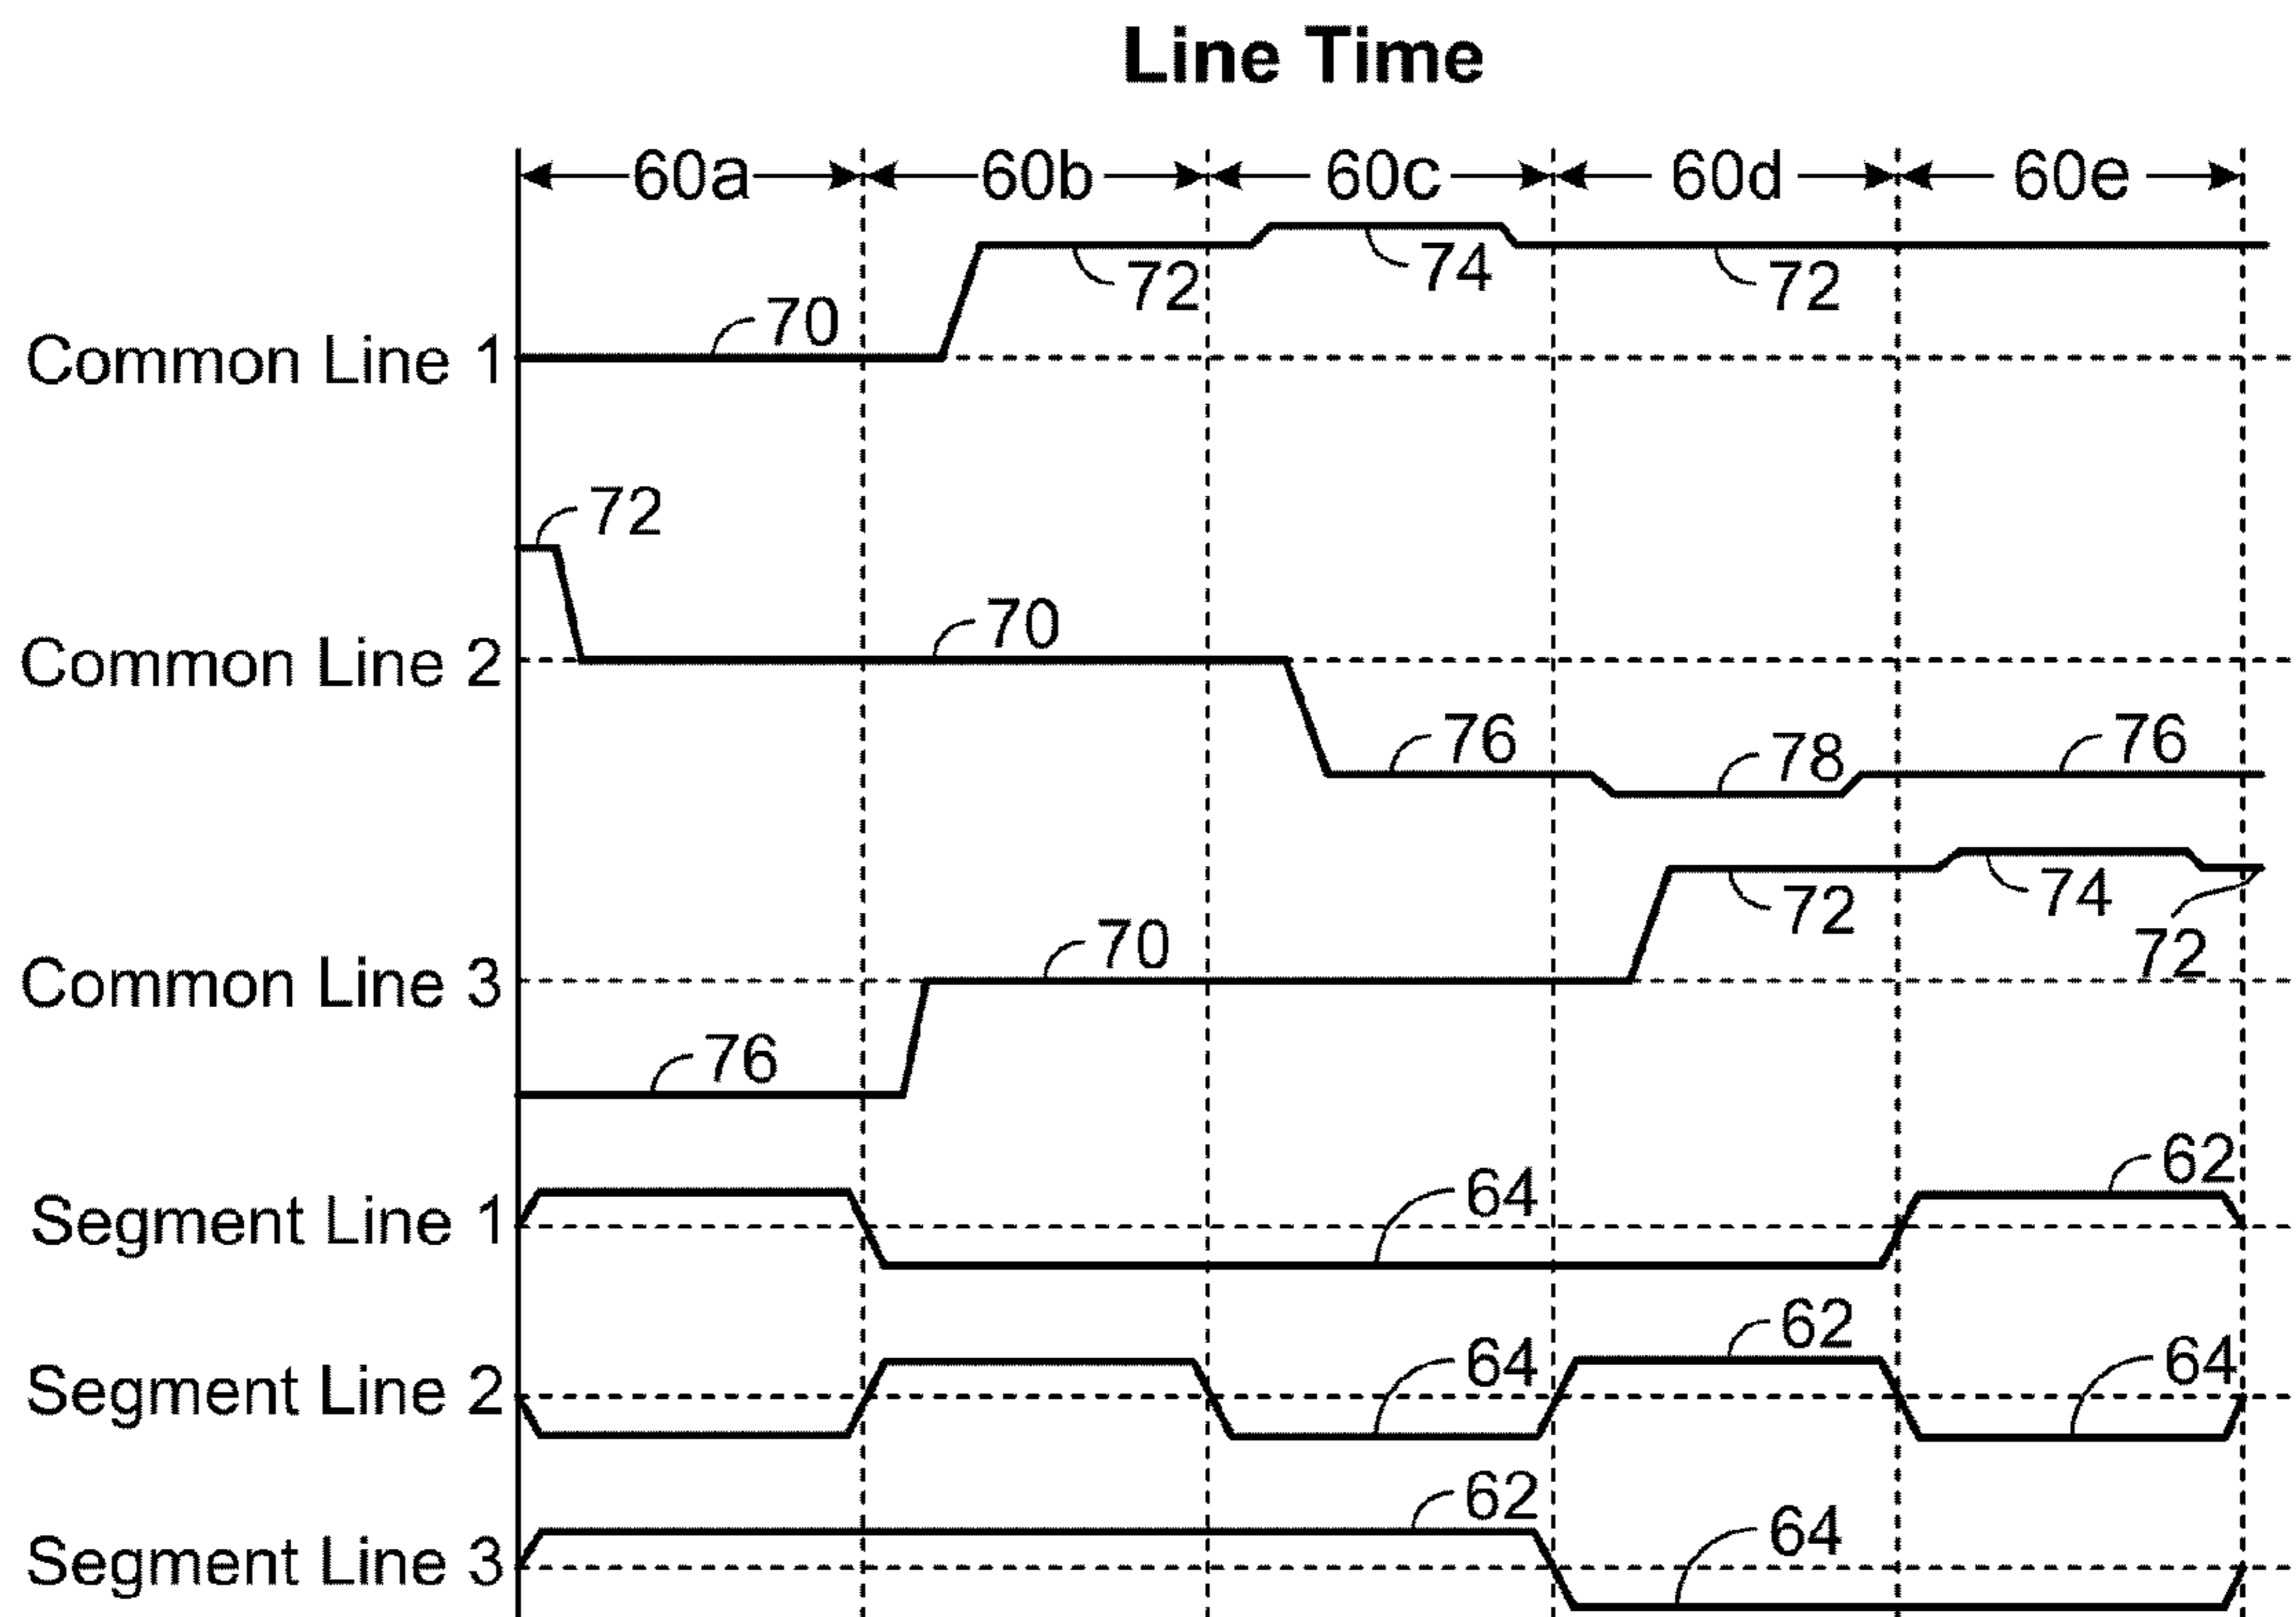 Line Time
60a 60b 60c 60d 60e
72 74 72
70
Common Line 1
72
70
Common Line 2
76 78 76
72 74
72
70
Common Line 3
76
62
64
Segment Line 1
62
64 64
Segment Line 2
62
64
Segment Line 3